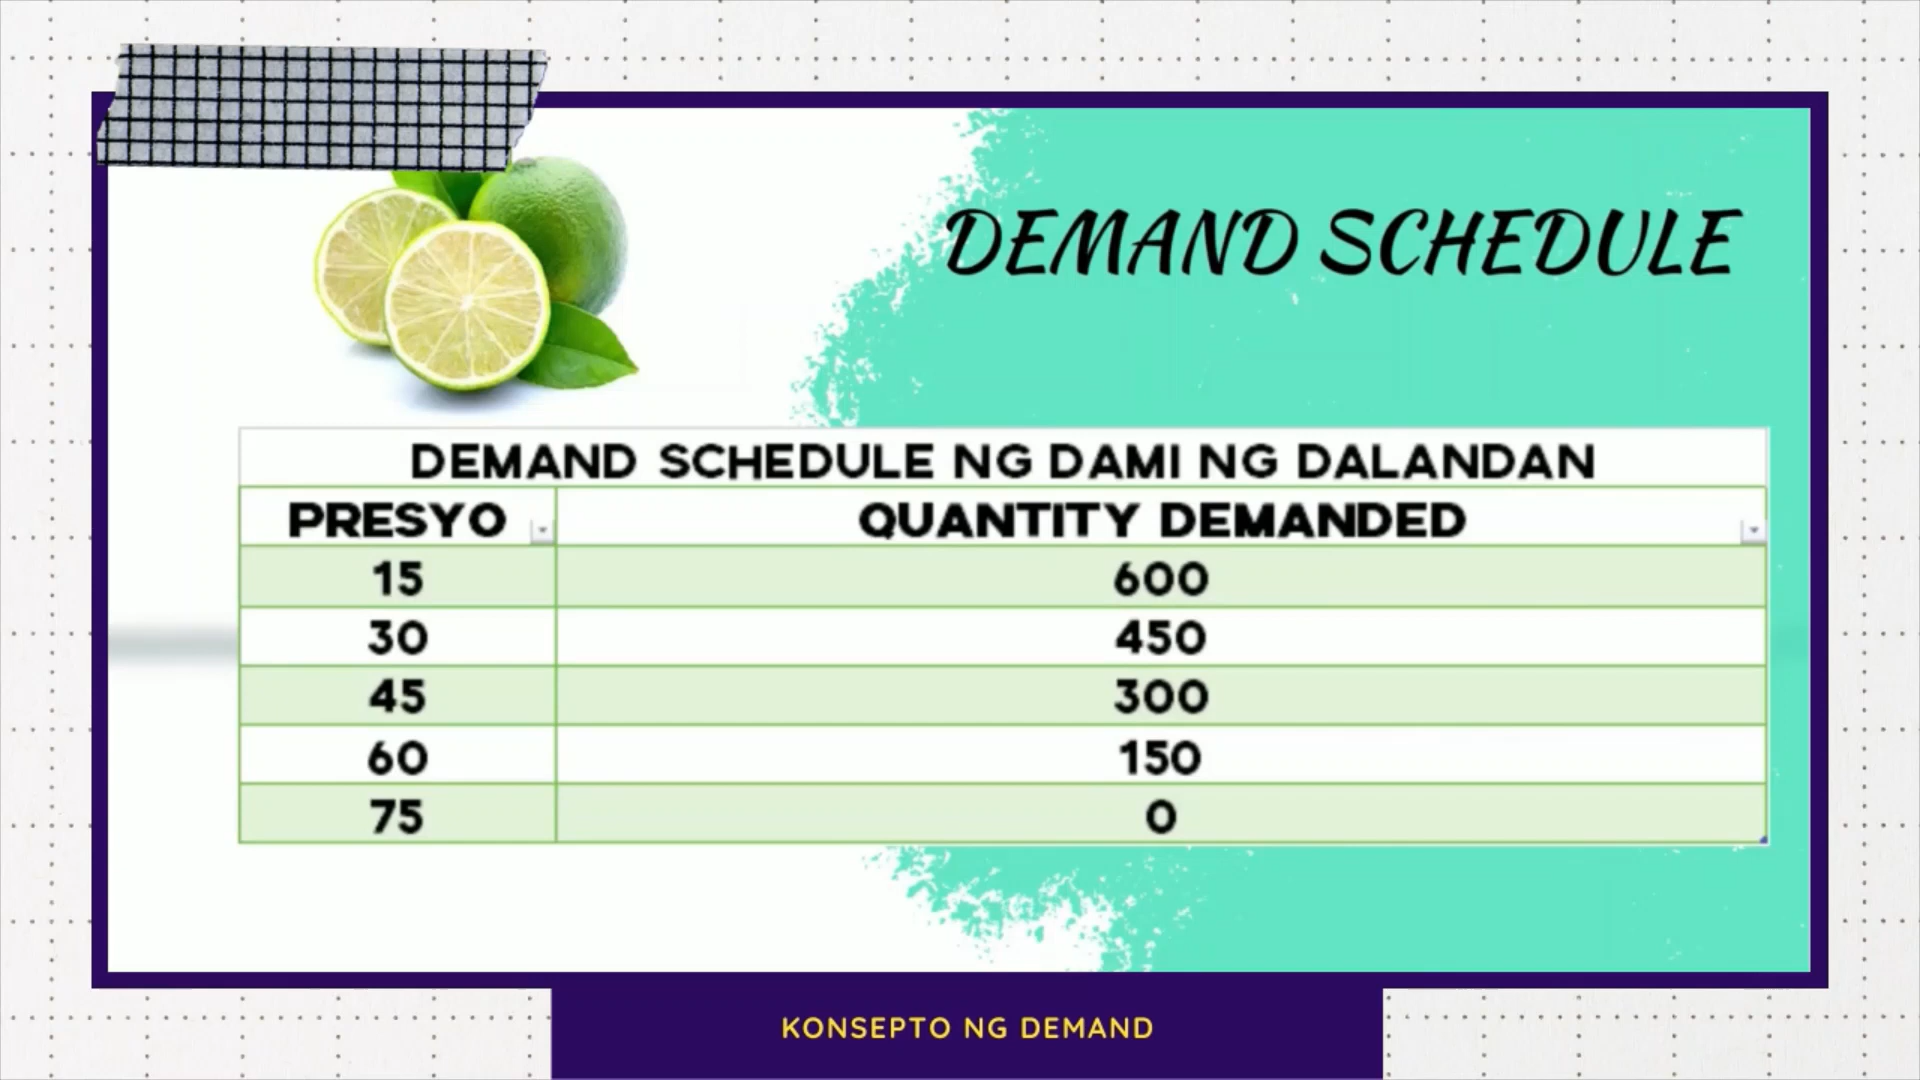 DEMAND SCHEDULE
DEMAND SCHEDULE NG DAMI NG DALANDAN
PRESYO QUANTITY DEMANDED
15 600
30 450
45 300
60 150
75 0
KONSEPTO NG DEMAND